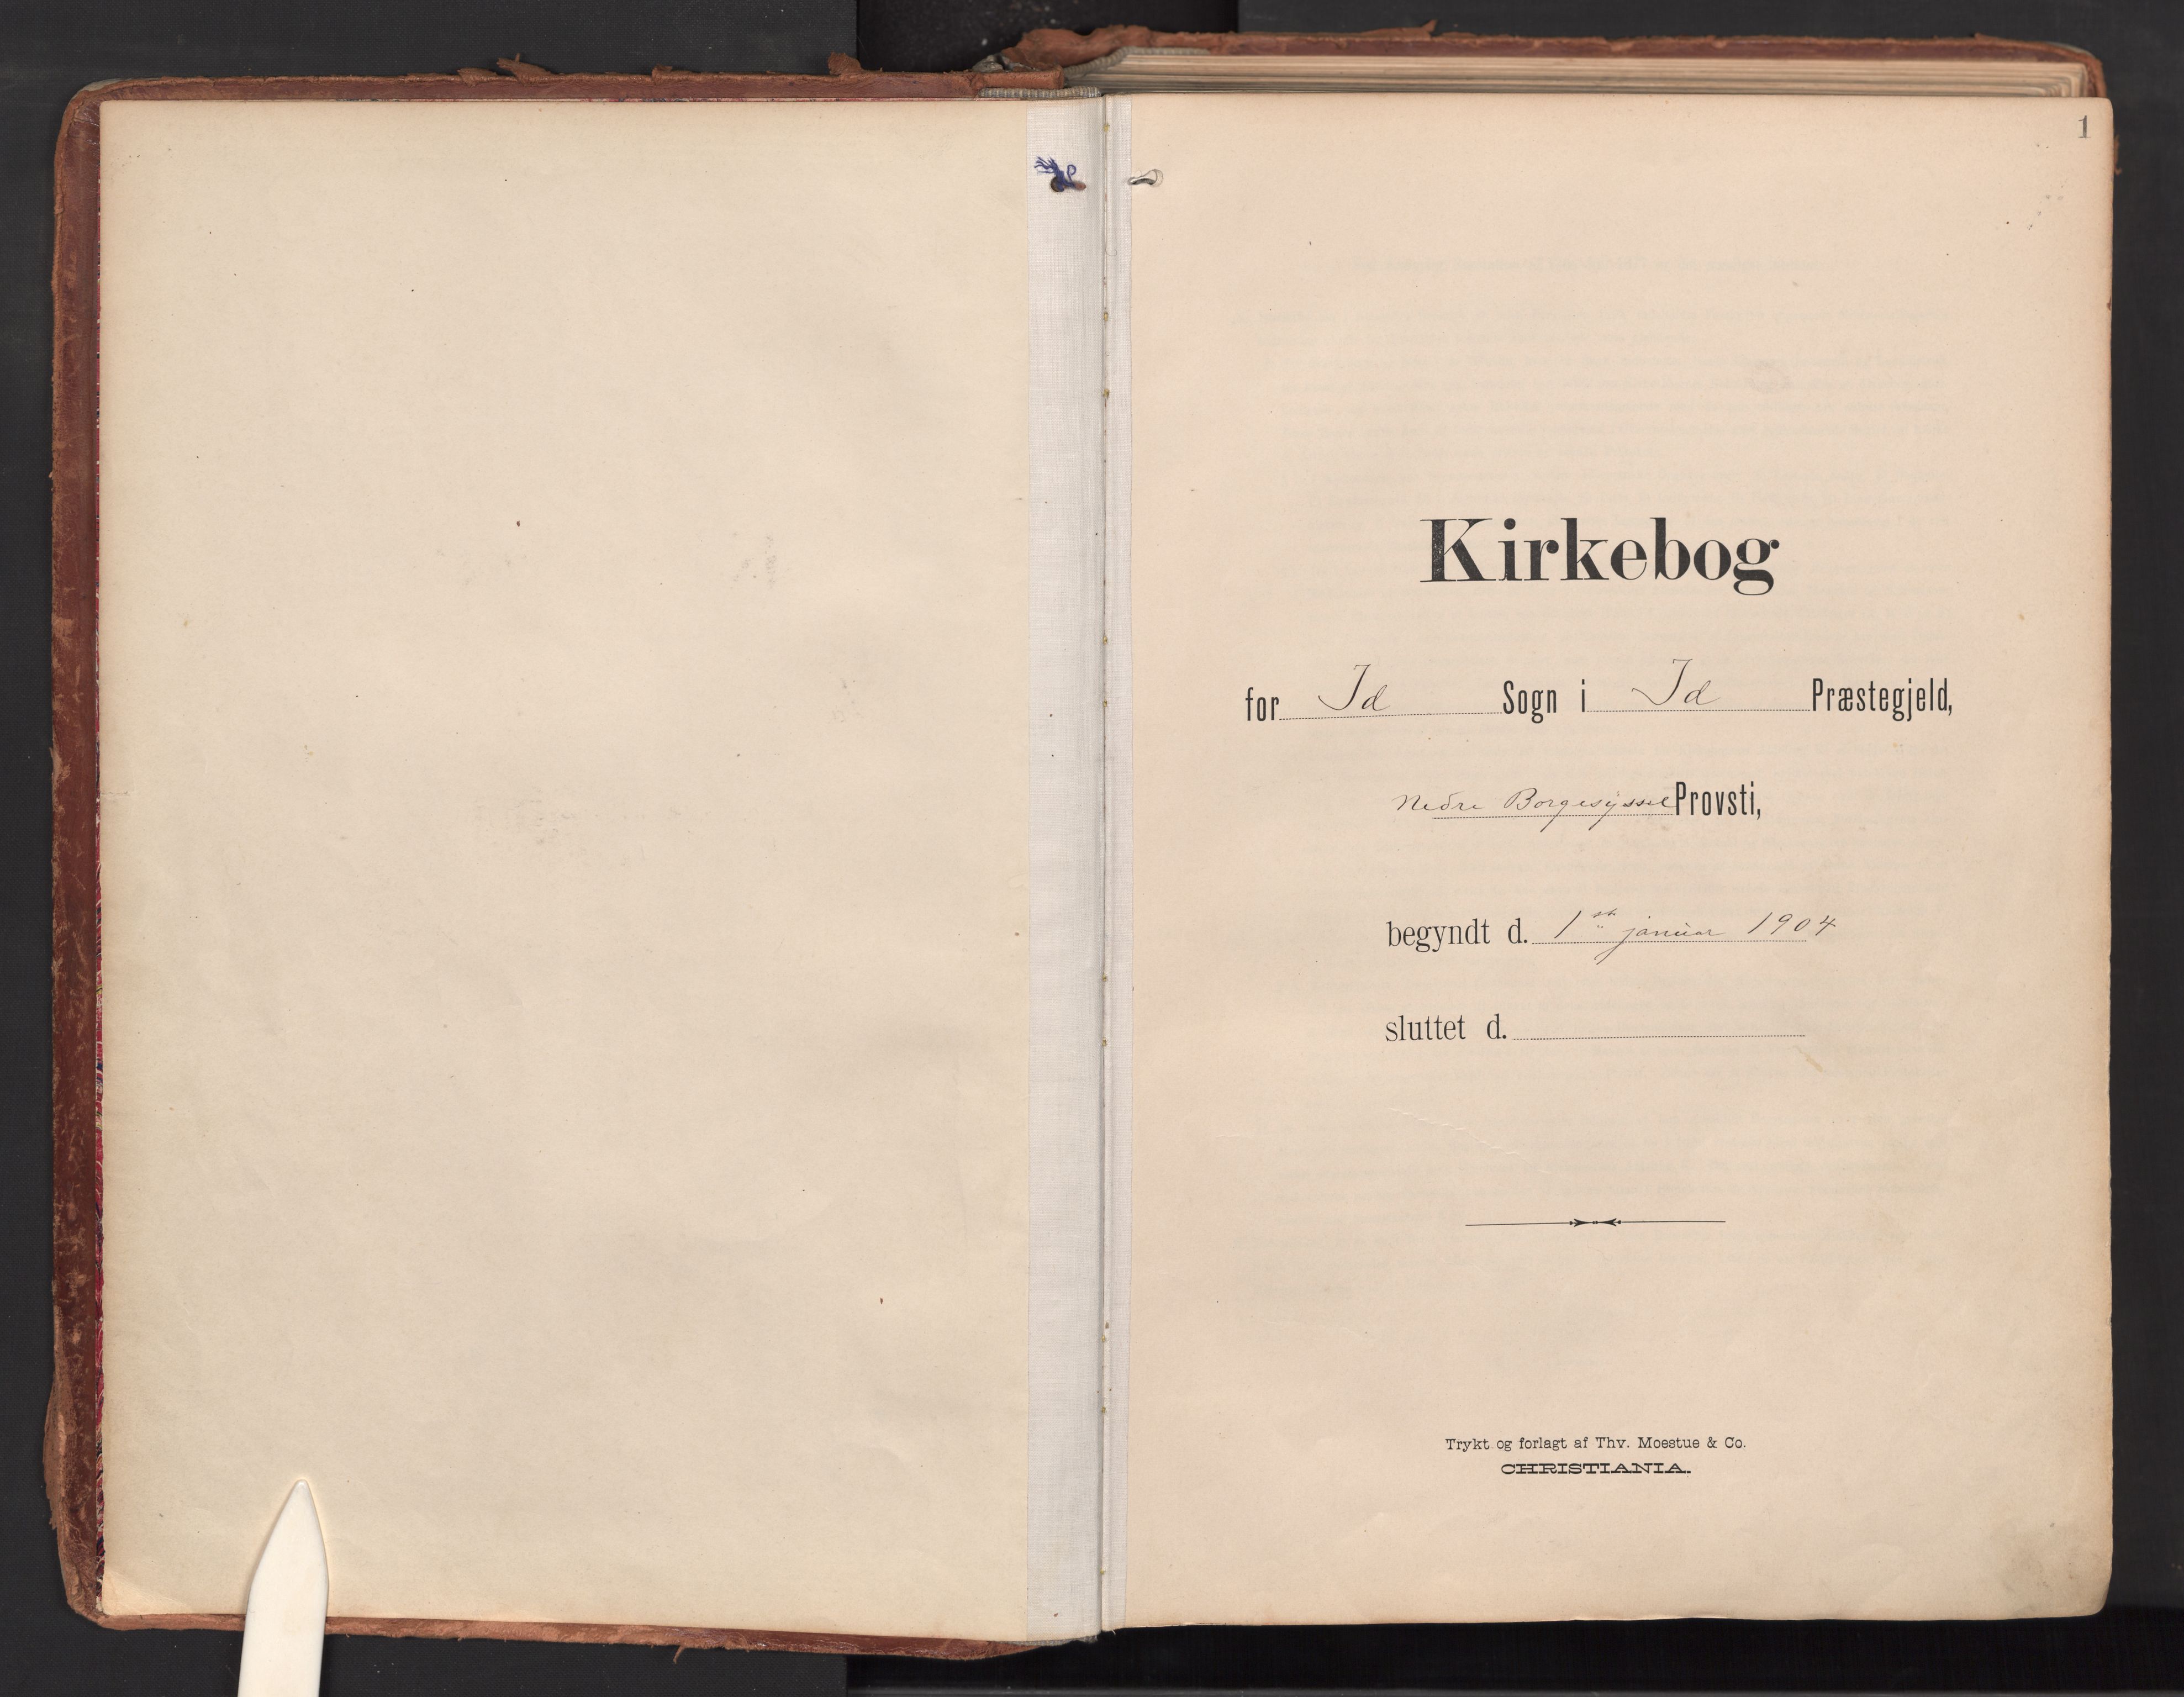 1
Kirkebog
for Id Sogn i Id Præstegjeld,
Nedre Borgesyssel Provsti,
begyndt d. 1ste januar 1904
sluttet d.
Trykt og forlagt af Thv. Moestue & Co.
CHRISTIANIA.